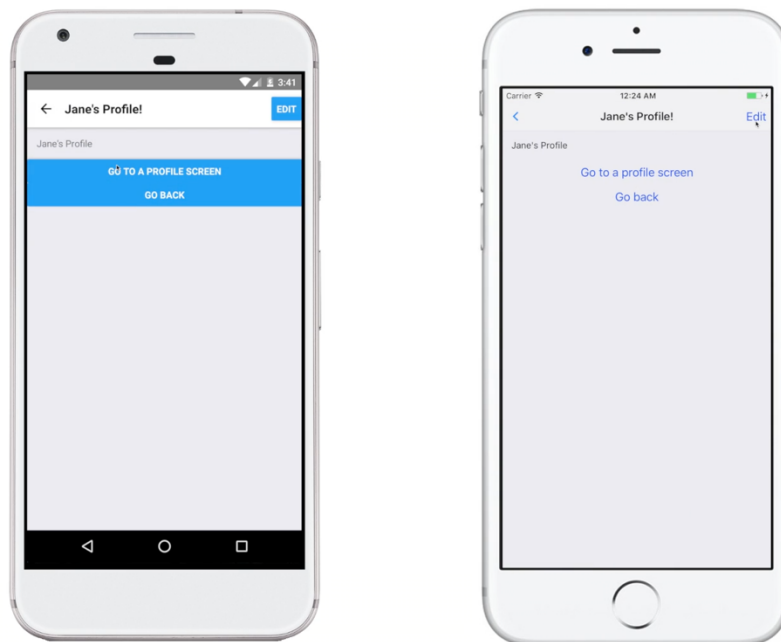 3:41
Jane's Profile!
EDIT
Jane's Profile
GO TO A PROFILE SCREEN
GO BACK
Carrier 12:24 AM
Jane's Profile! Edit
Jane's Profile
Go to a profile screen
Go back